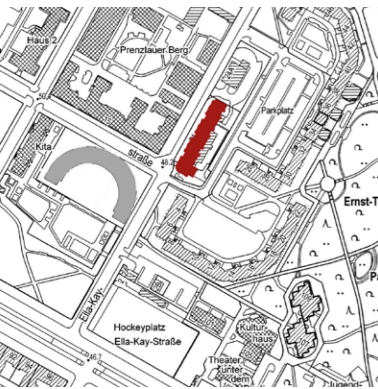 Haus 2
Prenzlauer Berg
Parkplatz
Kita
straße
Ernst-T
Ella-Kay-
Hockeyplatz
Ella-Kay-Straße
Kultur-
haus
Theater
unter
dem
Jugend-